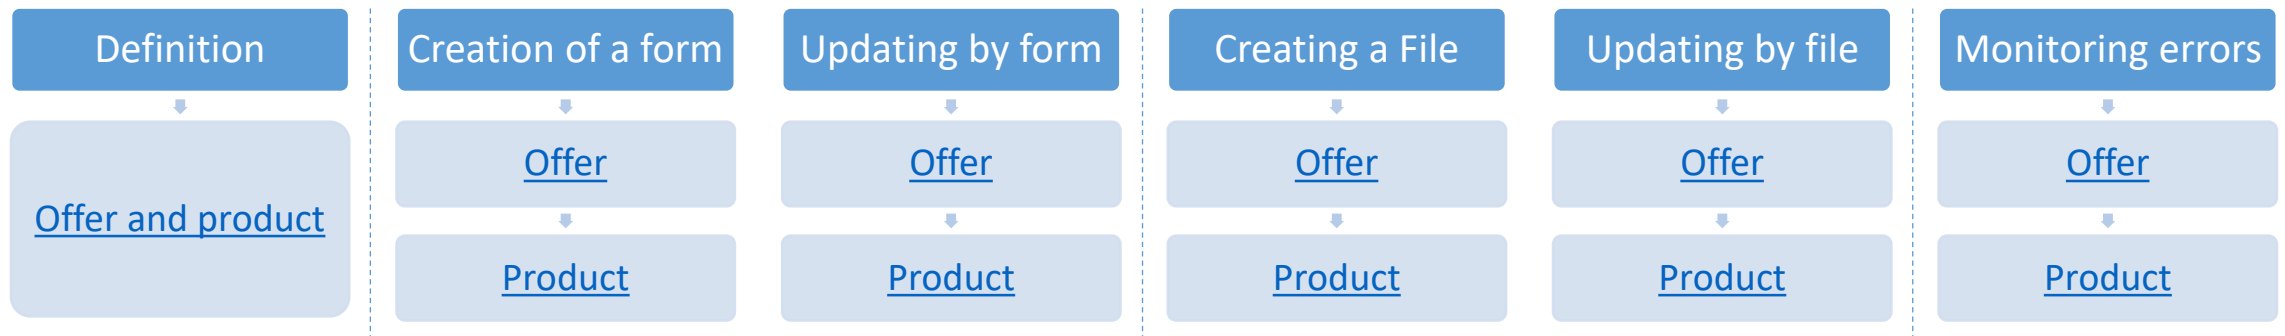 Definition
Offer and product
Creation of a form
Offer
Product
Updating by form
Offer
Product
Creating a File
Offer
Product
Updating by file
Offer
Product
Monitoring errors
Offer
Product